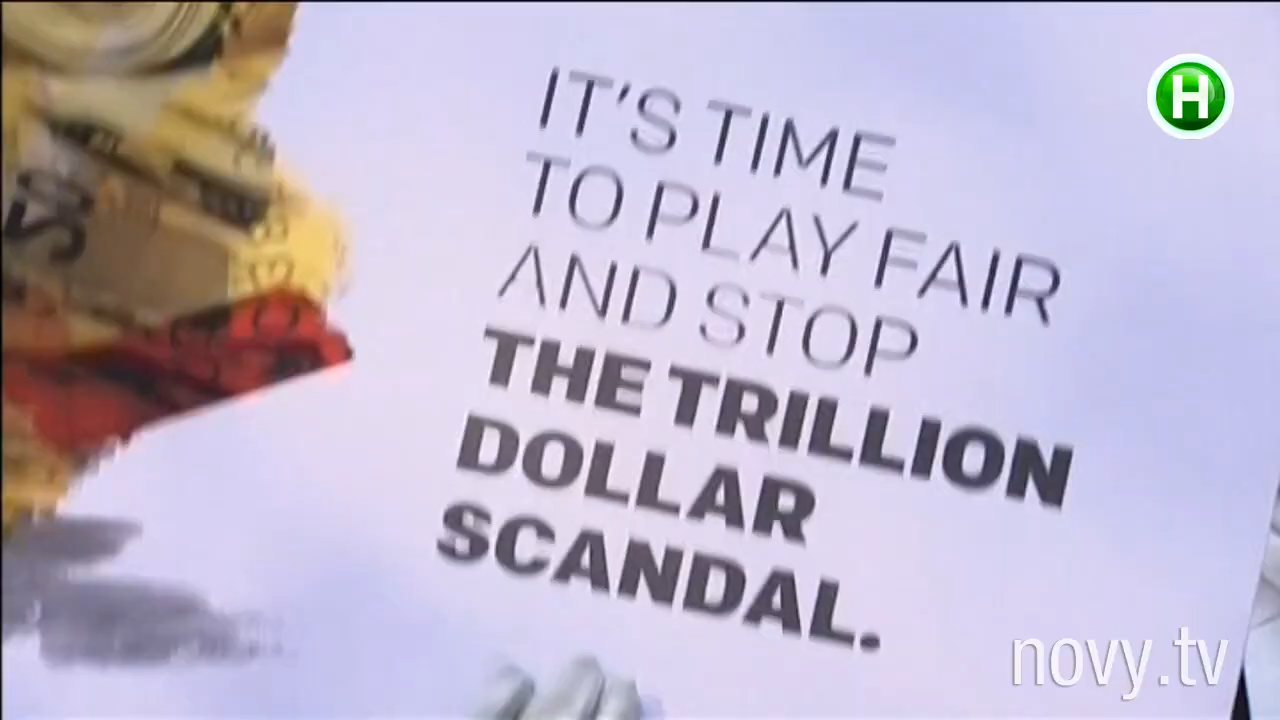 IT'S TIME
TO PLAY FAIR
AND STOP
THE TRILLION
DOLLAR
SCANDAL.
H
novy.tv